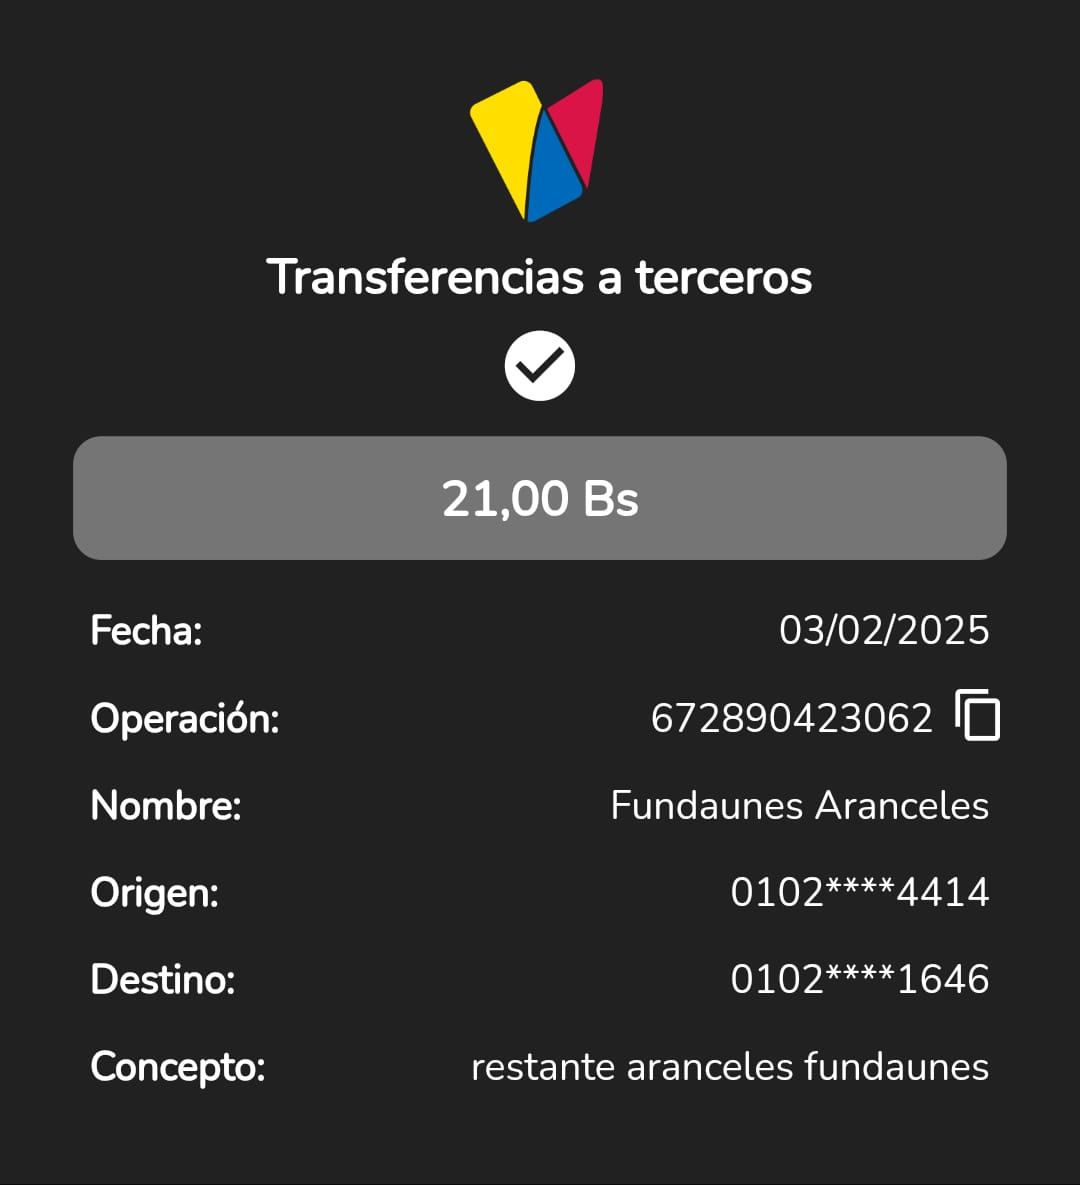 Transferencias a terceros
21,00 Bs
Fecha: 03/02/2025
Operación: 672890423062
Nombre: Fundaunes Aranceles
Origen: 0102****4414
Destino: 0102****1646
Concepto: restante aranceles fundaunes